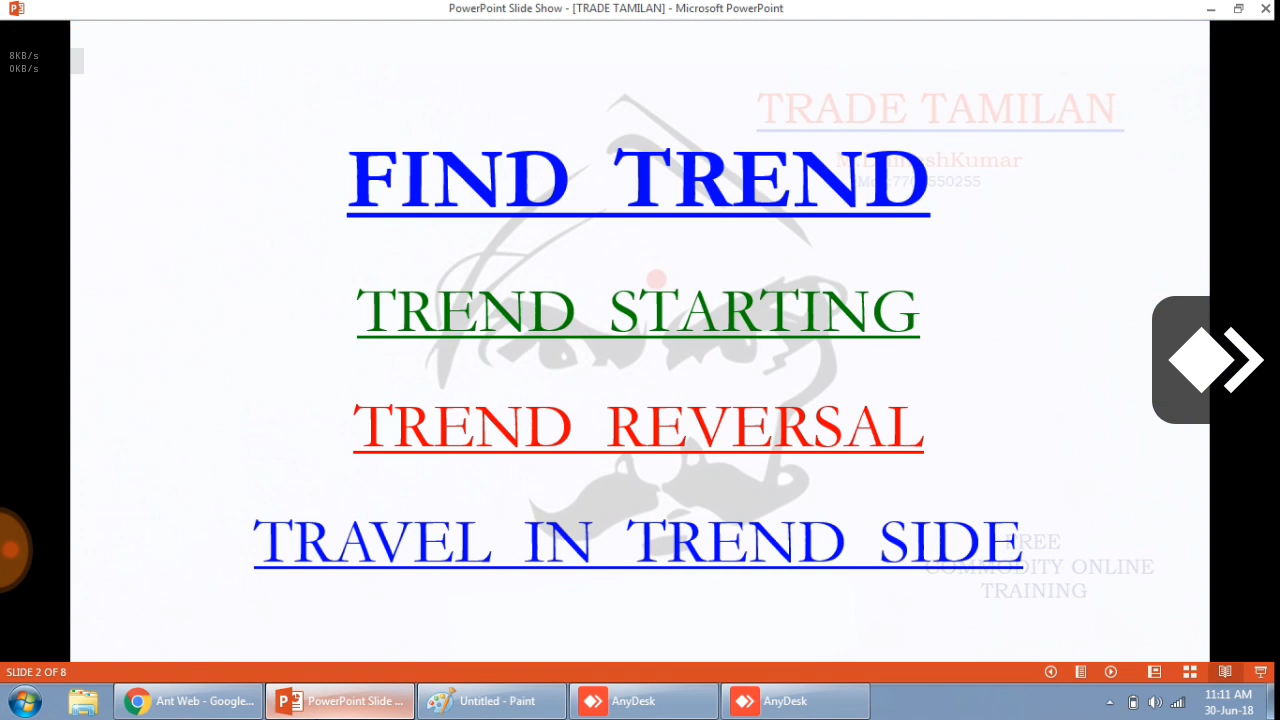 PowerPoint Slide Show - [TRADE TAMILAN] - Microsoft PowerPoint
8KB/s
0KB/s
TRADE TAMILAN
FIND TREND
TREND STARTING
TREND REVERSAL
TRAVEL IN TREND SIDE
FREE
COMMODITY ONLINE
TRAINING
SLIDE 2 OF 8
Ant Web - Google...
PowerPoint Slide ...
Untitled - Paint
AnyDesk
AnyDesk
11:11 AM
30-Jun-18